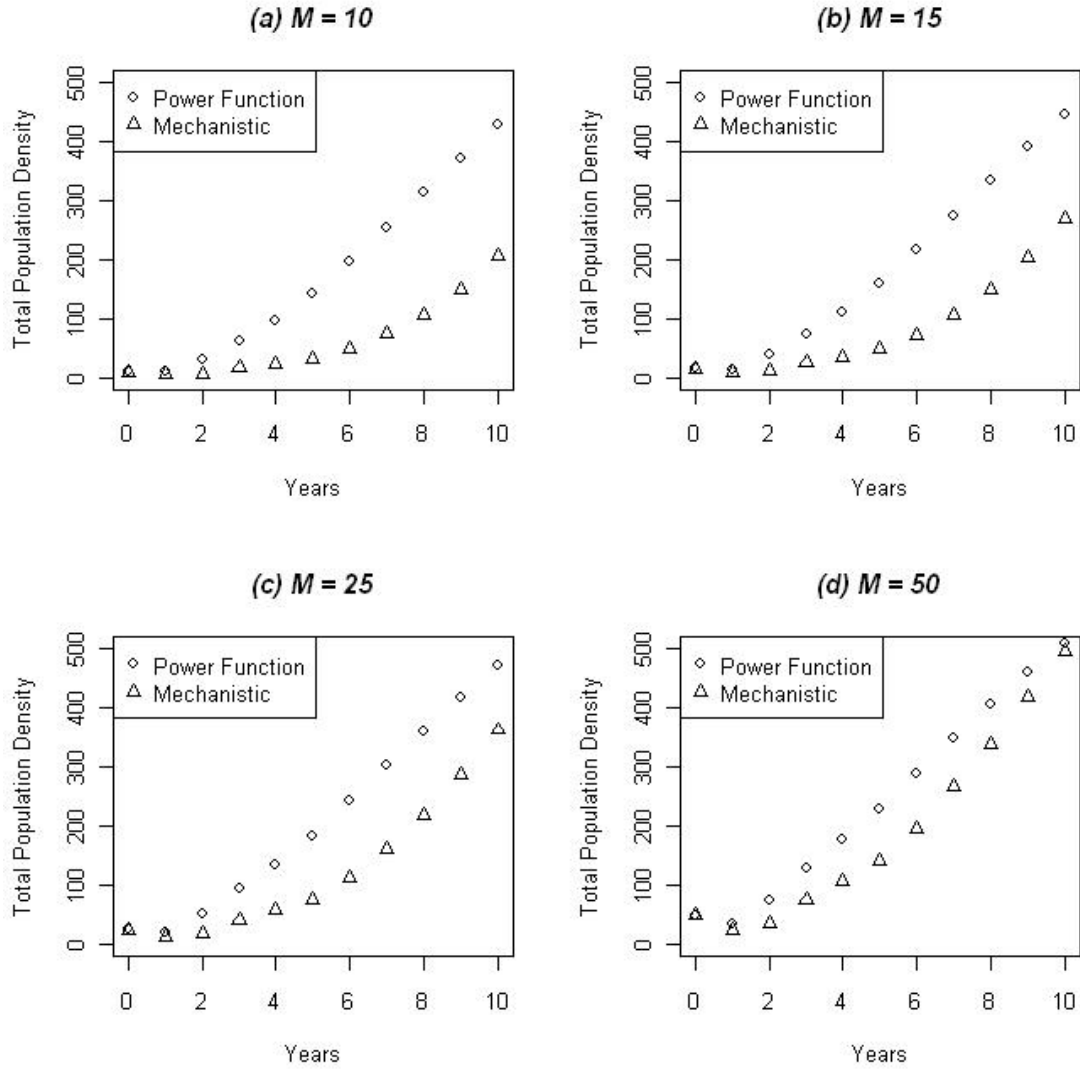 (a) M = 10
Total Population Density
500
400
300
200
100
0
Power Function
Mechanistic
0 2 4 6 8 10
Years
(b) M = 15
Total Population Density
500
400
300
200
100
0
Power Function
Mechanistic
0 2 4 6 8 10
Years
(c) M = 25
Total Population Density
500
400
300
200
100
0
Power Function
Mechanistic
0 2 4 6 8 10
Years
(d) M = 50
Total Population Density
500
400
300
200
100
0
Power Function
Mechanistic
0 2 4 6 8 10
Years